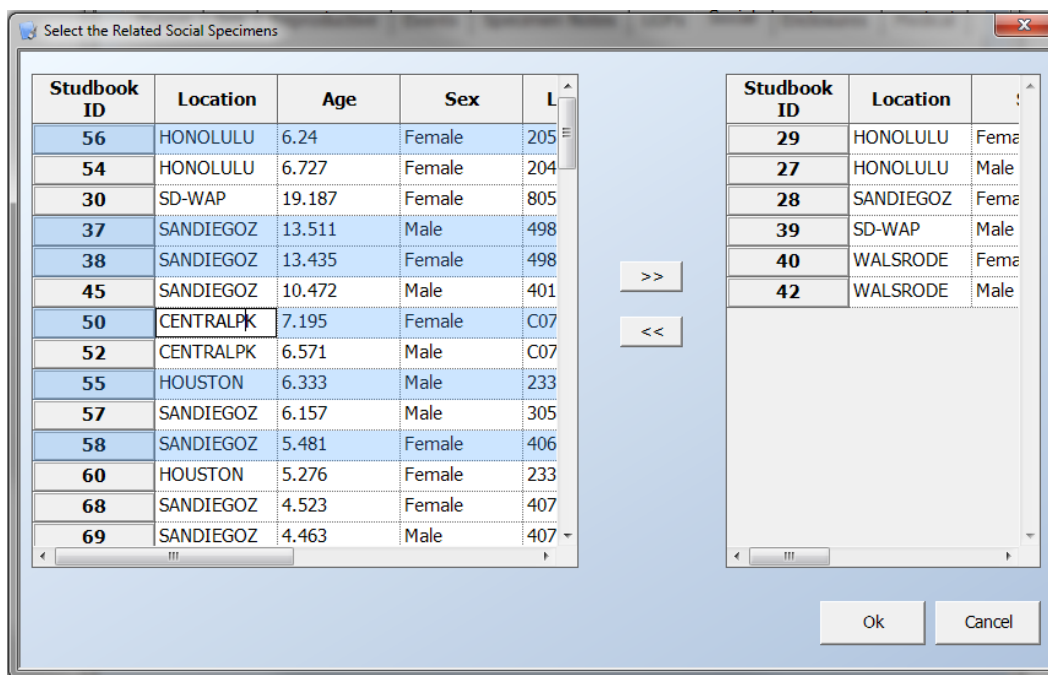 Select the Related Social Specimens
Studbook ID Location Age Sex L
56 HONOLULU 6.24 Female 205
54 HONOLULU 6.727 Female 204
30 SD-WAP 19.187 Female 805
37 SANDIEGOZ 13.511 Male 498
38 SANDIEGOZ 13.435 Female 498
45 SANDIEGOZ 10.472 Male 401
50 CENTRALPK 7.195 Female C07
52 CENTRALPK 6.571 Male C07
55 HOUSTON 6.333 Male 233
57 SANDIEGOZ 6.157 Male 305
58 SANDIEGOZ 5.481 Female 406
60 HOUSTON 5.276 Female 233
68 SANDIEGOZ 4.523 Female 407
69 SANDIEGOZ 4.463 Male 407
>>
<<
Studbook ID Location
29 HONOLULU Fema
27 HONOLULU Male
28 SANDIEGOZ Fema
39 SD-WAP Male
40 WALSRODE Fema
42 WALSRODE Male
Ok Cancel